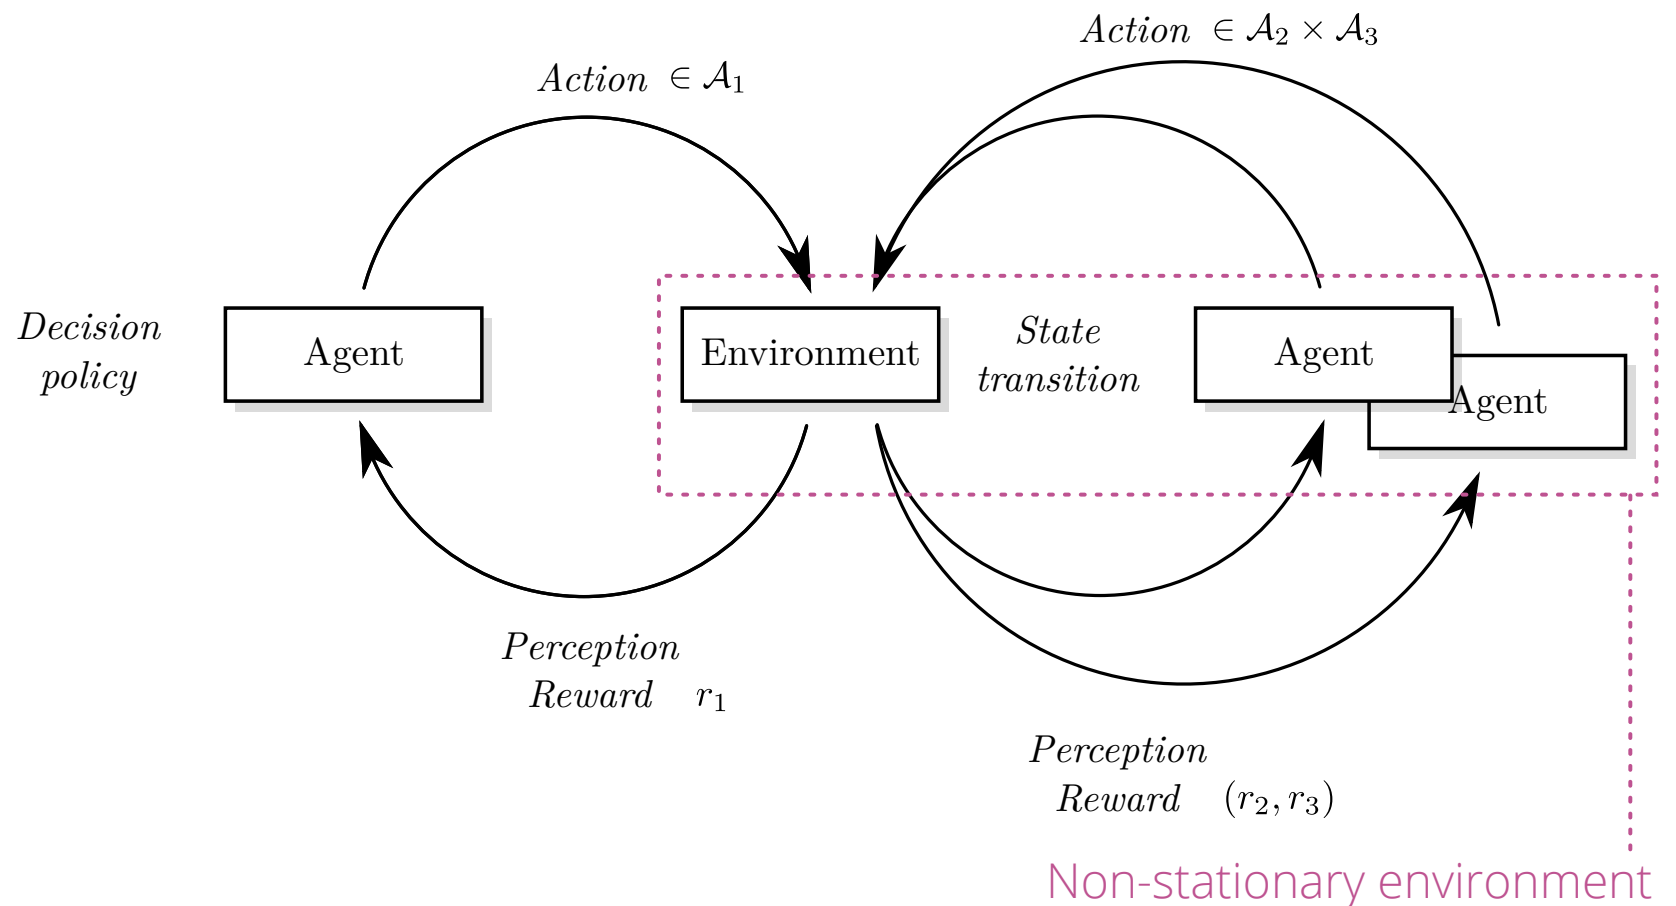 Action ∈ 𝒜₂ × 𝒜₃
Action ∈ 𝒜₁
Decision
policy
Agent
Environment
State
transition
Agent
Agent
Perception
Reward r₁
Perception
Reward (r₂, r₃)
Non-stationary environment